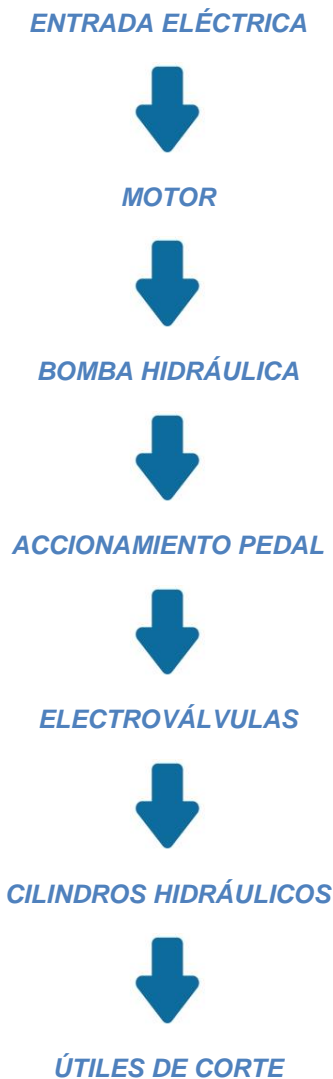 ENTRADA ELÉCTRICA
MOTOR
BOMBA HIDRÁULICA
ACCIONAMIENTO PEDAL
ELECTROVÁLVULAS
CILINDROS HIDRÁULICOS
ÚTILES DE CORTE